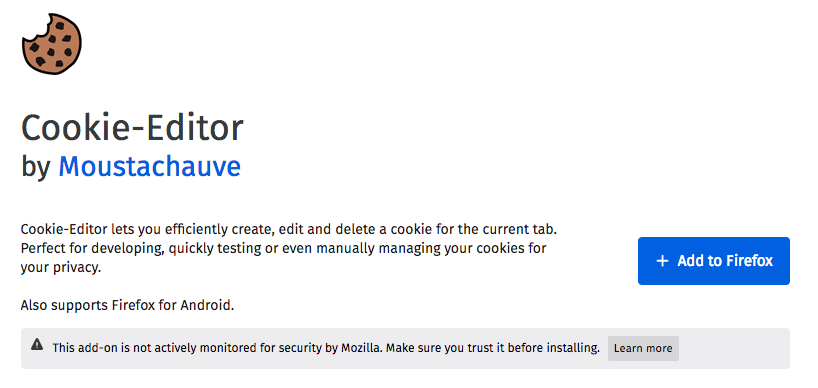 Cookie-Editor
by Moustachauve
Cookie-Editor lets you efficiently create, edit and delete a cookie for the current tab.
Perfect for developing, quickly testing or even manually managing your cookies for
your privacy.
Also supports Firefox for Android.
+ Add to Firefox
This add-on is not actively monitored for security by Mozilla. Make sure you trust it before installing. Learn more